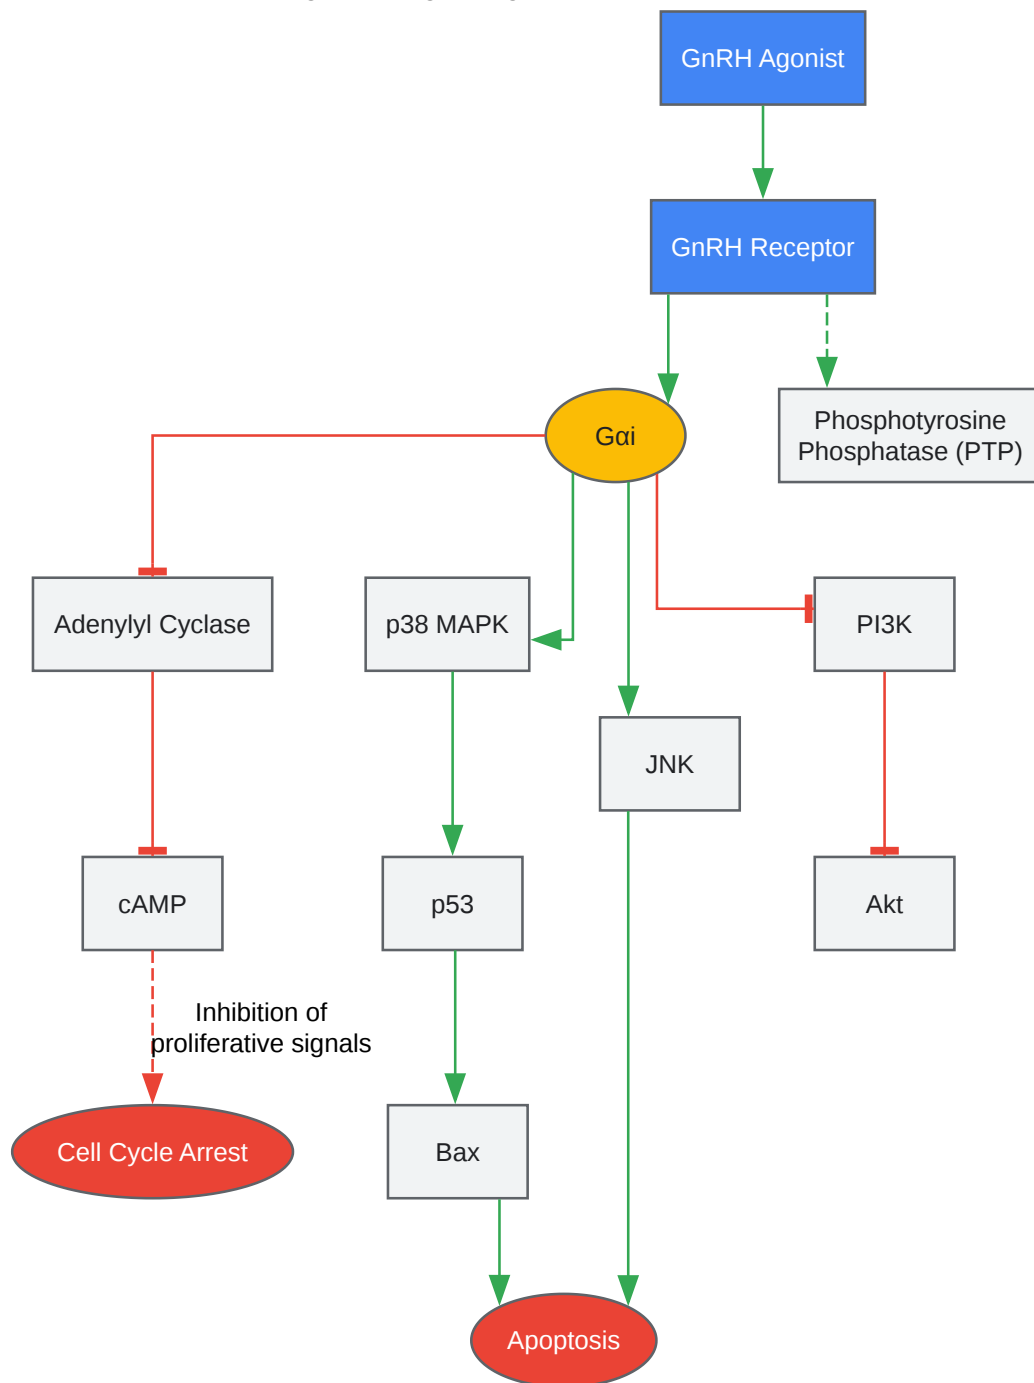 GnRH Agonist
GnRH Receptor
Gαi
Phosphotyrosine
Phosphatase (PTP)
Adenylyl Cyclase
p38 MAPK
PI3K
JNK
cAMP
p53
Akt
Inhibition of
proliferative signals
Cell Cycle Arrest
Bax
Apoptosis